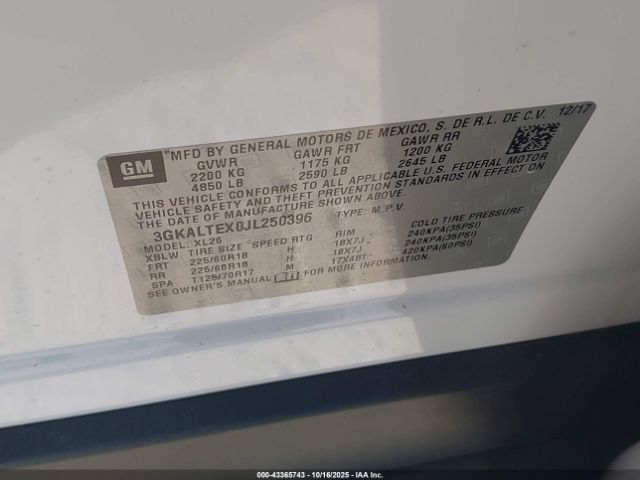 GM
MFD BY GENERAL MOTORS DE MEXICO, S. DE R.L. DE C.V. 12/17
GVWR GAWR FRT GAWR RR
2200 KG 1175 KG 1200 KG
4850 LB 2590 LB 2645 LB
THIS VEHICLE CONFORMS TO ALL APPLICABLE U.S. FEDERAL MOTOR
VEHICLE SAFETY AND THEFT PREVENTION STANDARDS IN EFFECT ON
THE DATE OF MANUFACTURE SHOWN ABOVE.
3GKALTEX0JL250396 TYPE: M.P.V.
MODEL: XL26
XBLW TIRE SIZE SPEED RTG RIM COLD TIRE PRESSURE
FRT 225/60R18 H 18X7J 240KPA(35PSI)
RR 225/60R18 H 18X7J 240KPA(35PSI)
SPA T125/70R17 M 17X4BT 420KPA(60PSI)
SEE OWNER'S MANUAL FOR MORE INFORMATION.
000-43365743 | 10/16/2025 | Copyright © 2025 IAA, Inc.